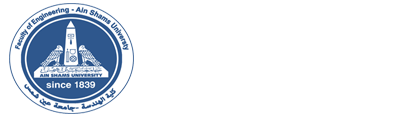 Faculty of Engineering - Ain Shams University
AIN SHAMS UNIVERSITY
since 1839
كلية الهندسة - جامعة عين شمس